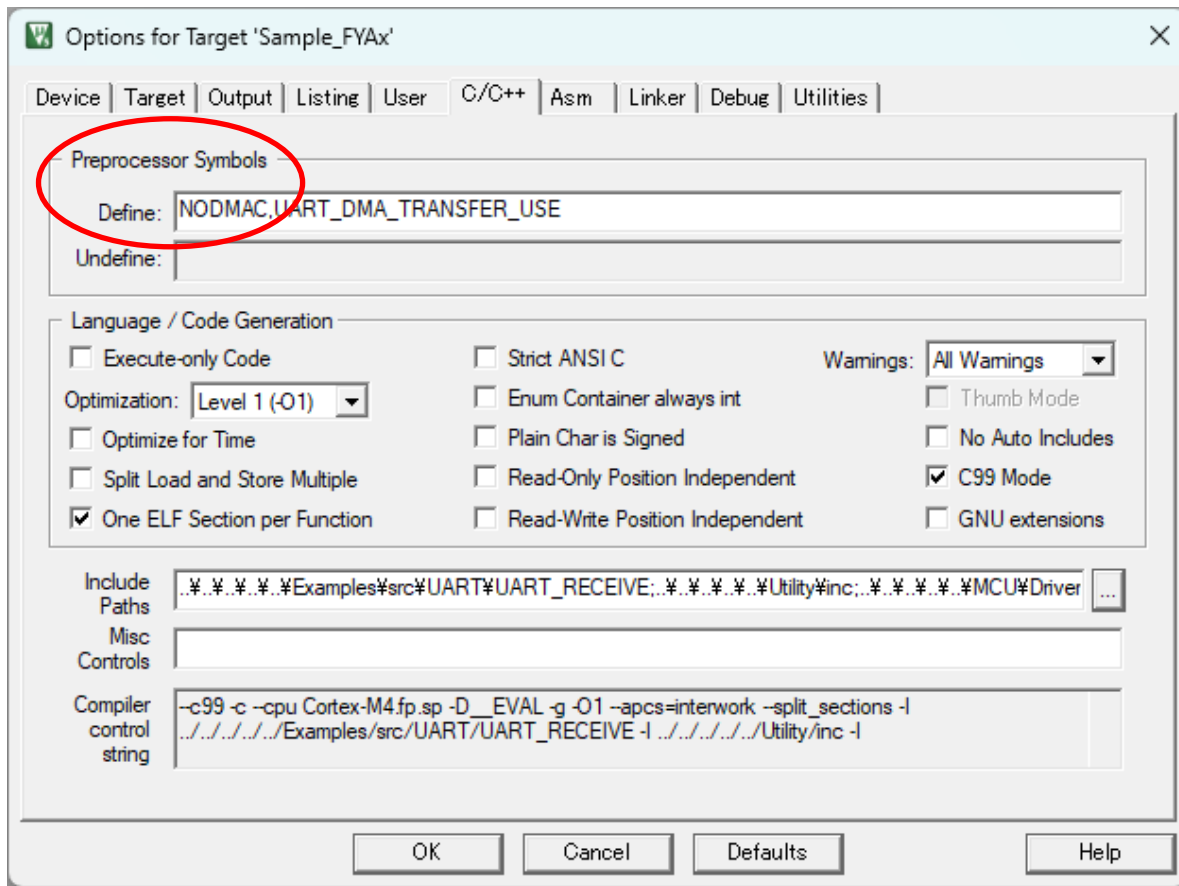 Options for Target 'Sample_FYAx'
Device Target Output Listing User C/C++ Asm Linker Debug Utilities
Preprocessor Symbols
Define: NODMAC,UART_DMA_TRANSFER_USE
Undefine:
Language / Code Generation
Execute-only Code Strict ANSI C Warnings: All Warnings
Optimization: Level 1 (-O1) Enum Container always int Thumb Mode
Optimize for Time Plain Char is Signed No Auto Includes
Split Load and Store Multiple Read-Only Position Independent C99 Mode
One ELF Section per Function Read-Write Position Independent GNU extensions
Include Paths ..¥..¥..¥..¥..¥Examples¥src¥UART¥UART_RECEIVE;..¥..¥..¥..¥..¥Utility¥inc;..¥..¥..¥..¥..¥MCU¥Driver ...
Misc Controls
Compiler control string --c99 -c --cpu Cortex-M4.fp.sp -D__EVAL -g -O1 --apcs=interwork --split_sections -I
../../../../../Examples/src/UART/UART_RECEIVE -I ../../../../../Utility/inc -I
OK Cancel Defaults Help